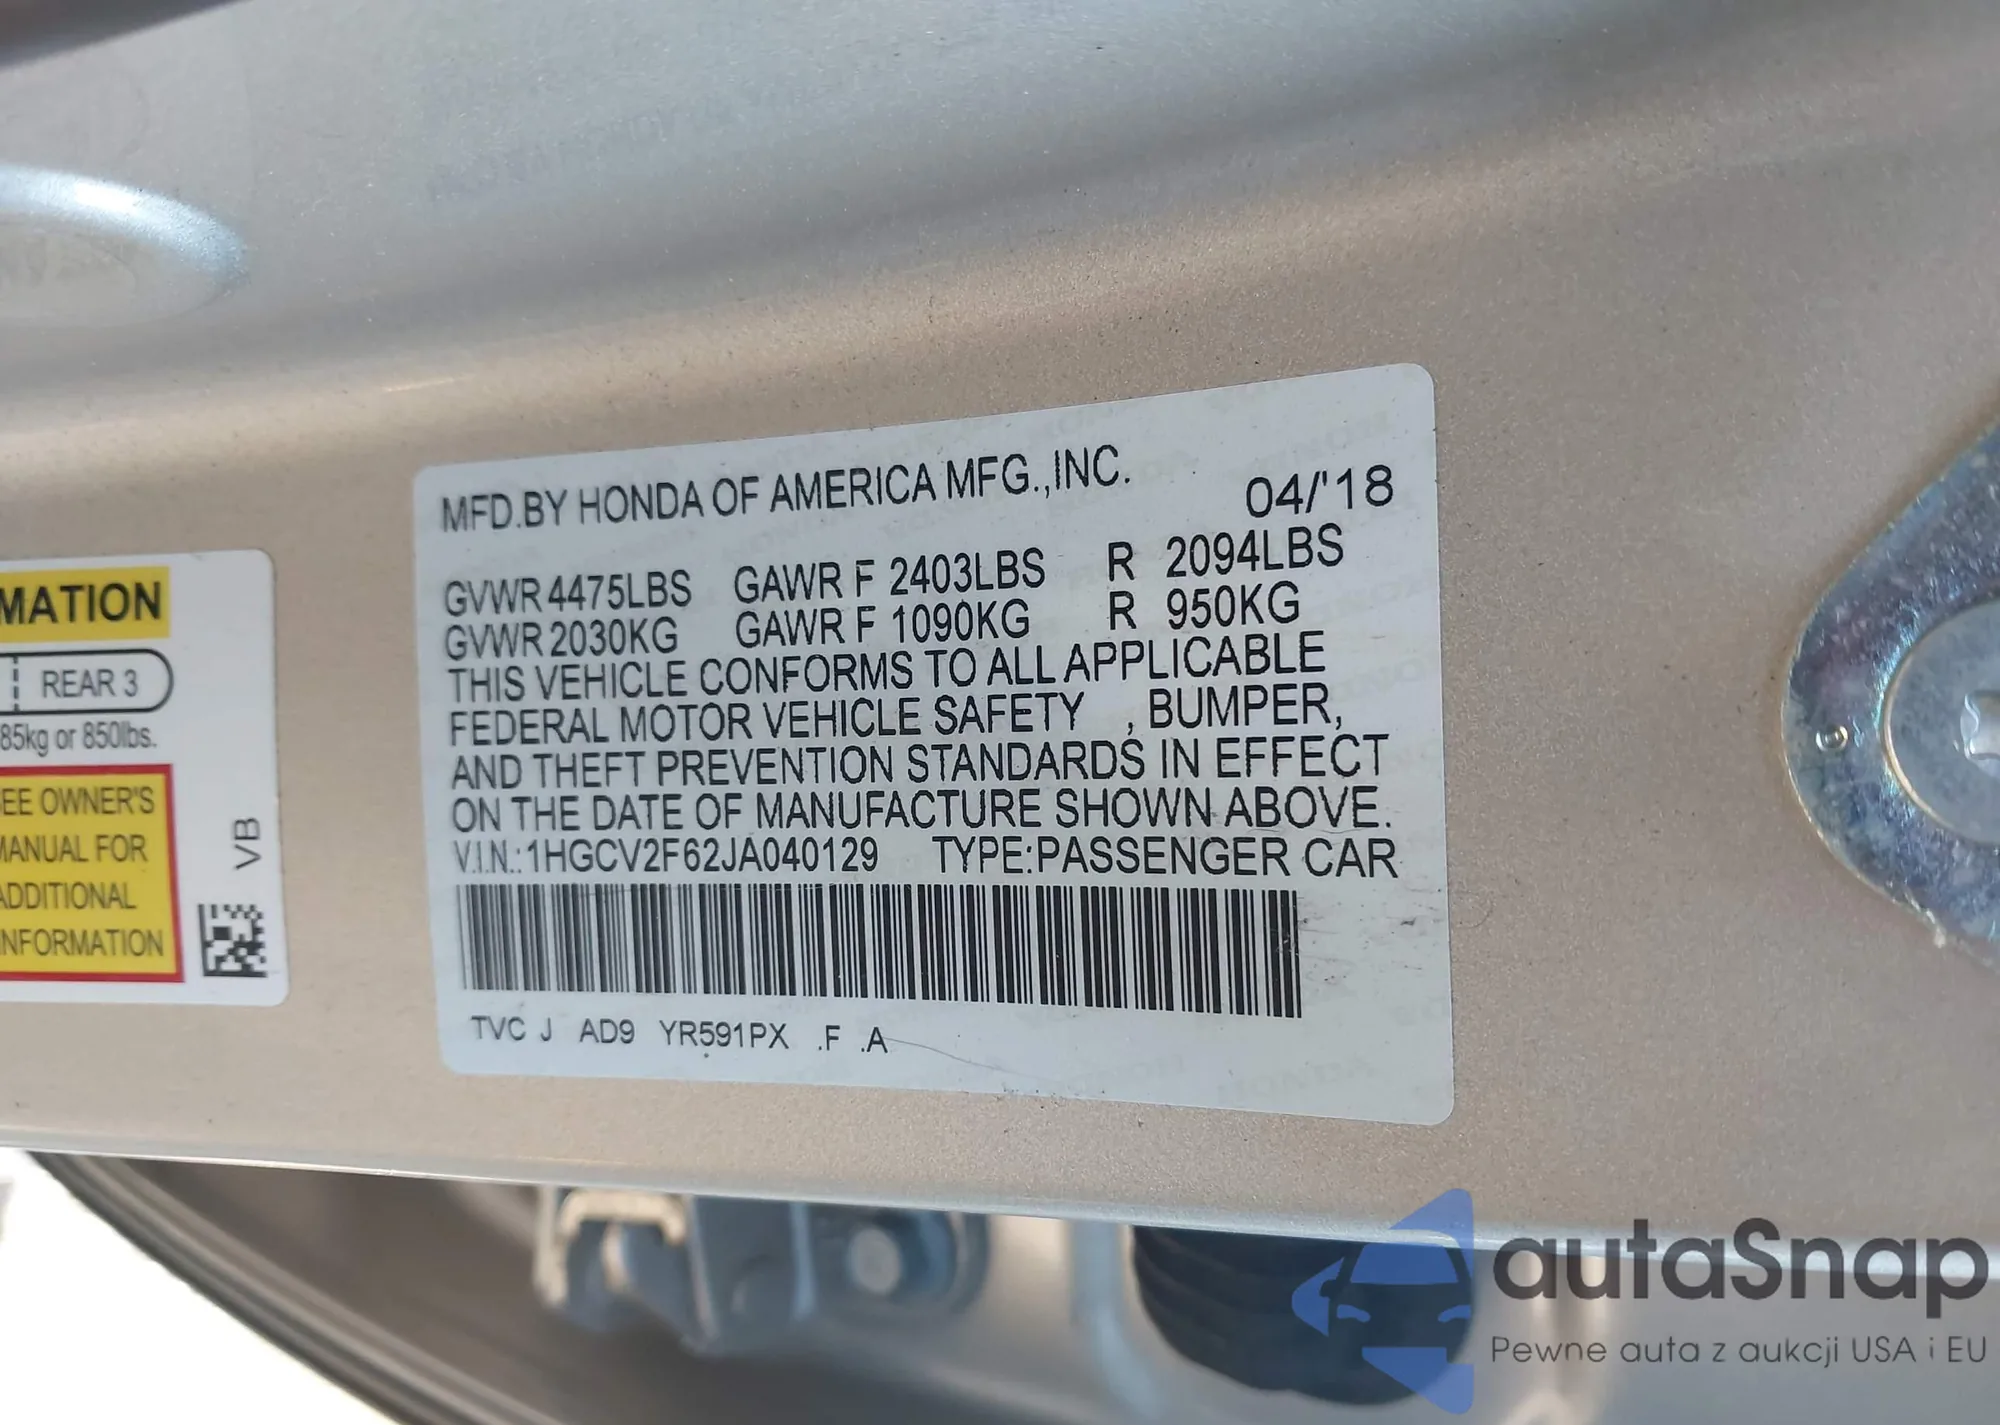 MFD.BY HONDA OF AMERICA MFG.,INC.
04/'18
GVWR 4475LBS GAWR F 2403LBS R 2094LBS
GVWR 2030KG GAWR F 1090KG R 950KG
THIS VEHICLE CONFORMS TO ALL APPLICABLE
FEDERAL MOTOR VEHICLE SAFETY , BUMPER,
AND THEFT PREVENTION STANDARDS IN EFFECT
ON THE DATE OF MANUFACTURE SHOWN ABOVE.
V.I.N.:1HGCV2F62JA040129 TYPE:PASSENGER CAR
TVC J AD9 YR591PX .F .A
MATION
REAR 3
85kg or 850lbs.
EE OWNER'S
MANUAL FOR
ADDITIONAL
INFORMATION
VB
autaSnap
Pewne auta z aukcji USA i EU